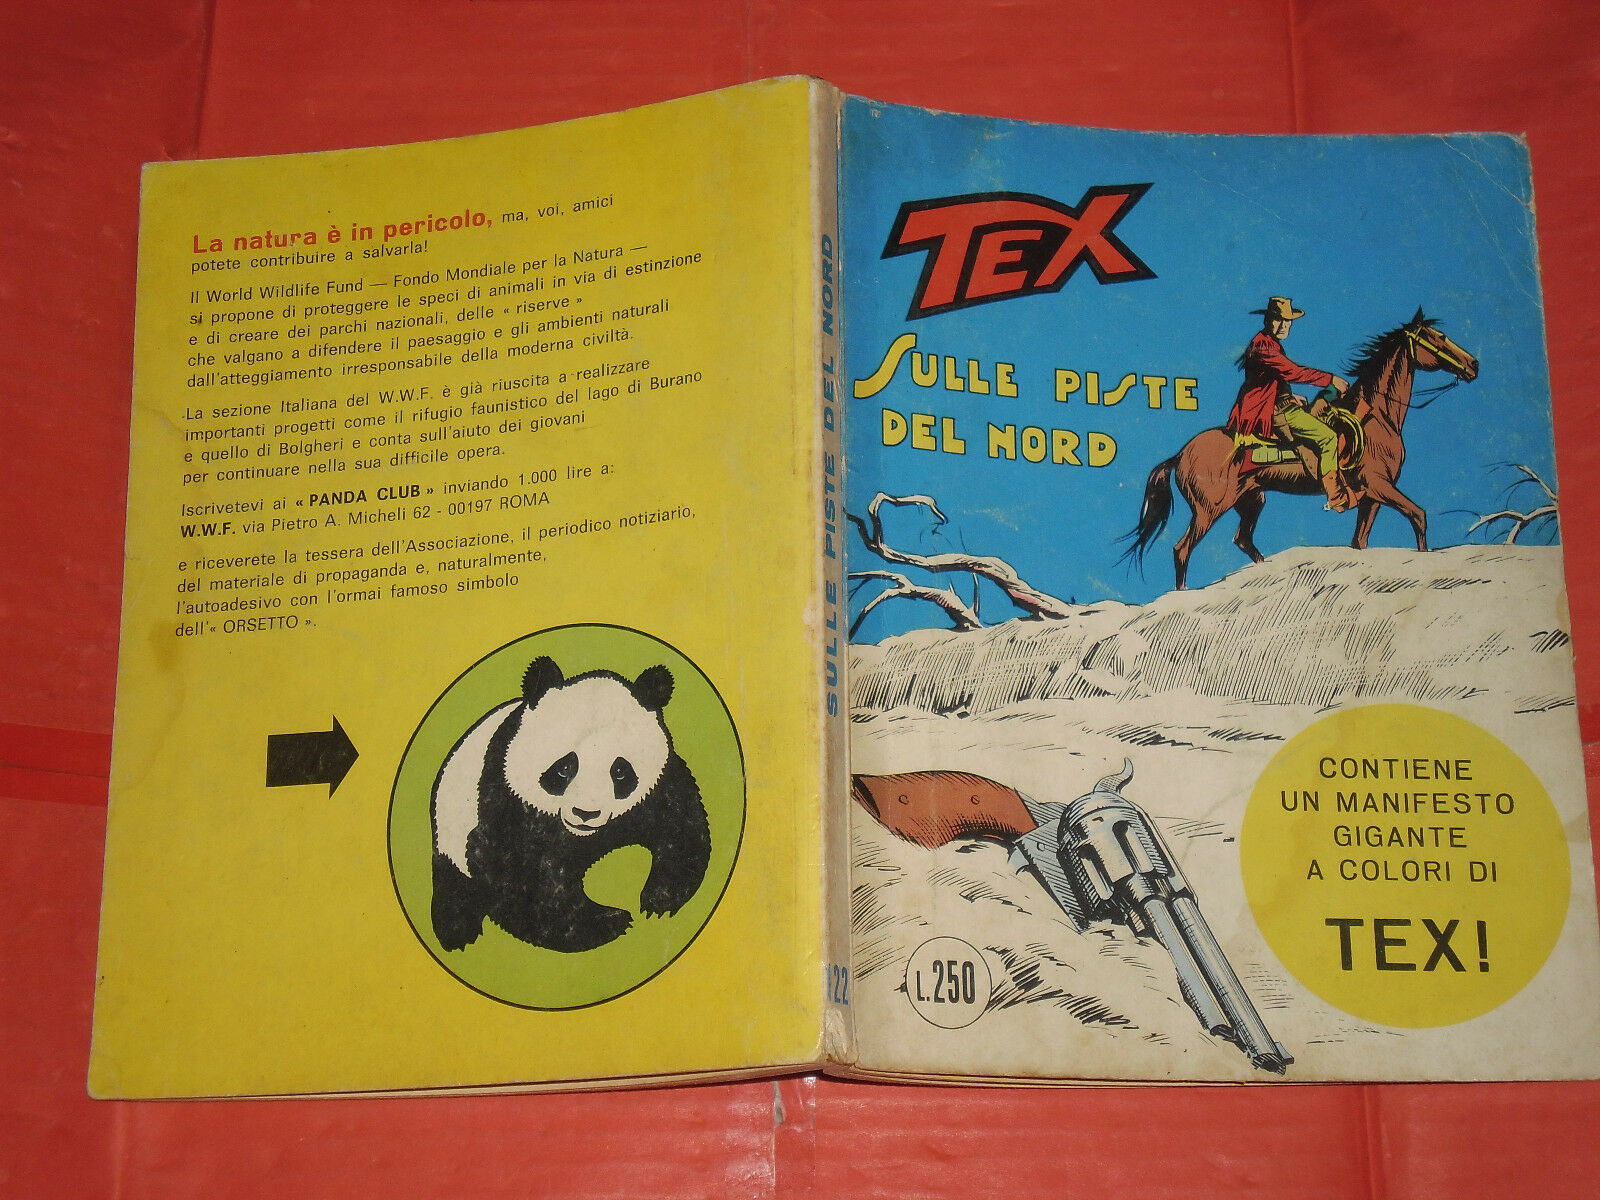 La natura è in pericolo, ma, voi, amici
potete contribuire a salvarla!
Il World Wildlife Fund — Fondo Mondiale per la Natura —
si propone di proteggere le speci di animali in via di estinzione
e di creare dei parchi nazionali, delle « riserve »
che valgano a difendere il paesaggio e gli ambienti naturali
dall'atteggiamento irresponsabile della moderna civiltà.
La sezione Italiana del W.W.F. è già riuscita a realizzare
importanti progetti come il rifugio faunistico del lago di Burano
e quello di Bolgheri e conta sull'aiuto dei giovani
per continuare nella sua difficile opera.
Iscrivetevi ai « PANDA CLUB » inviando 1.000 lire a:
W.W.F. via Pietro A. Micheli 62 - 00197 ROMA
e riceverete la tessera dell'Associazione, il periodico notiziario,
del materiale di propaganda e, naturalmente,
l'autoadesivo con l'ormai famoso simbolo
dell'« ORSETTO ».
SULLE PISTE DEL NORD
122
TEX
SULLE PISTE
DEL NORD
CONTIENE
UN MANIFESTO
GIGANTE
A COLORI DI
TEX!
L.250